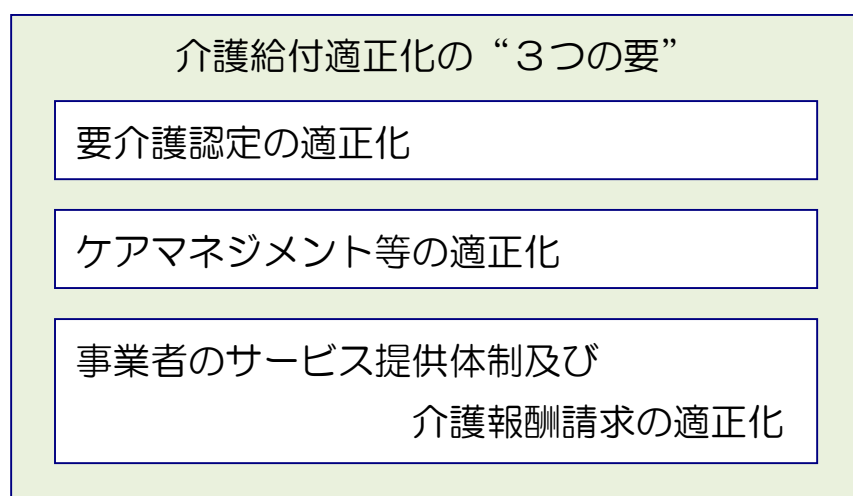 介護給付適正化の“３つの要”
要介護認定の適正化
ケアマネジメント等の適正化
事業者のサービス提供体制及び
介護報酬請求の適正化